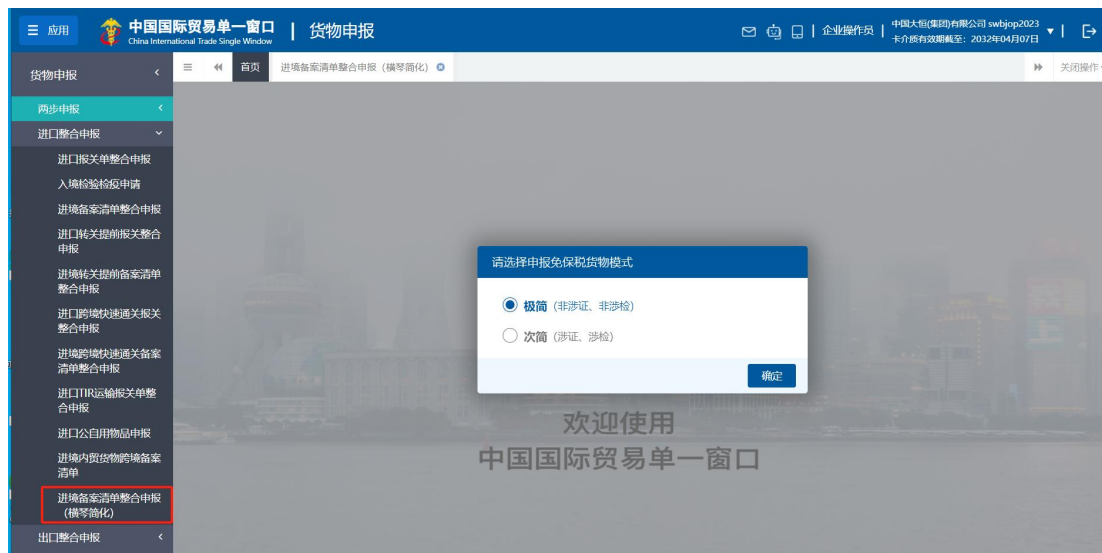 应用
中国国际贸易单一窗口
China International Trade Single Window
货物申报
企业操作员
中国大恒(集团)有限公司 swbjop2023
卡介质有效期截至：2032年04月07日
货物申报
首页
进境备案清单整合申报（横琴简化）
关闭操作
两步申报
进口整合申报
进口报关单整合申报
入境检验检疫申请
进境备案清单整合申报
进口转关提前报关整合
申报
进境转关提前备案清单
整合申报
进口跨境快速通关报关
整合申报
进境跨境快速通关备案
清单整合申报
进口TIR运输报关单整
合申报
进口公自用物品申报
进境内贸货物跨境备案
清单
进境备案清单整合申报
（横琴简化）
出口整合申报
请选择申报免保税货物模式
极简（非涉证、非涉检）
次简（涉证、涉检）
确定
欢迎使用
中国国际贸易单一窗口